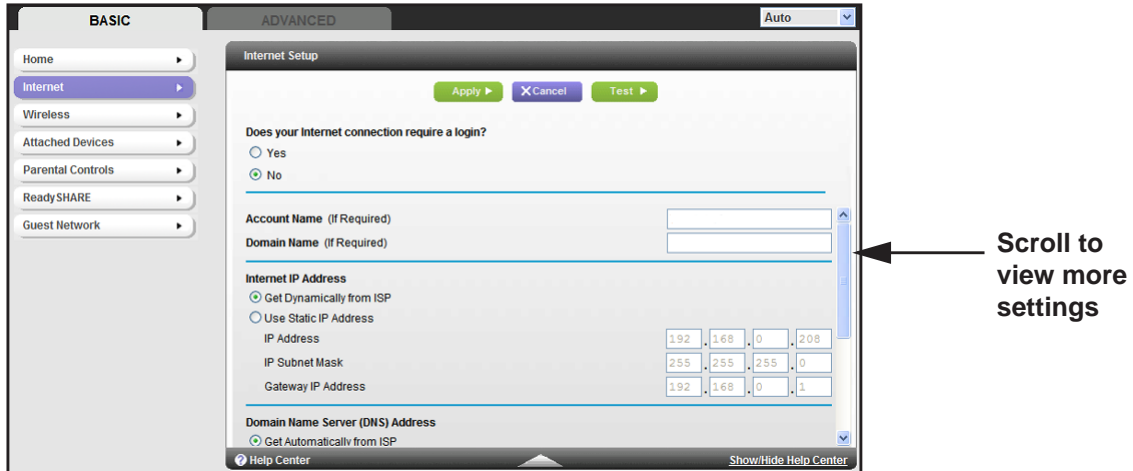 BASIC
ADVANCED
Auto
Home
Internet
Wireless
Attached Devices
Parental Controls
ReadySHARE
Guest Network
Internet Setup
Apply
X Cancel
Test
Does your Internet connection require a login?
Yes
No
Account Name (If Required)
Domain Name (If Required)
Internet IP Address
Get Dynamically from ISP
Use Static IP Address
IP Address 192 . 168 . 0 . 208
IP Subnet Mask 255 . 255 . 255 . 0
Gateway IP Address 192 . 168 . 0 . 1
Domain Name Server (DNS) Address
Get Automatically from ISP
? Help Center
Show/Hide Help Center
Scroll to
view more
settings